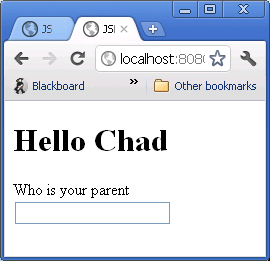 JS
JSI
localhost:808
Blackboard
»
Other bookmarks
Hello Chad
Who is your parent